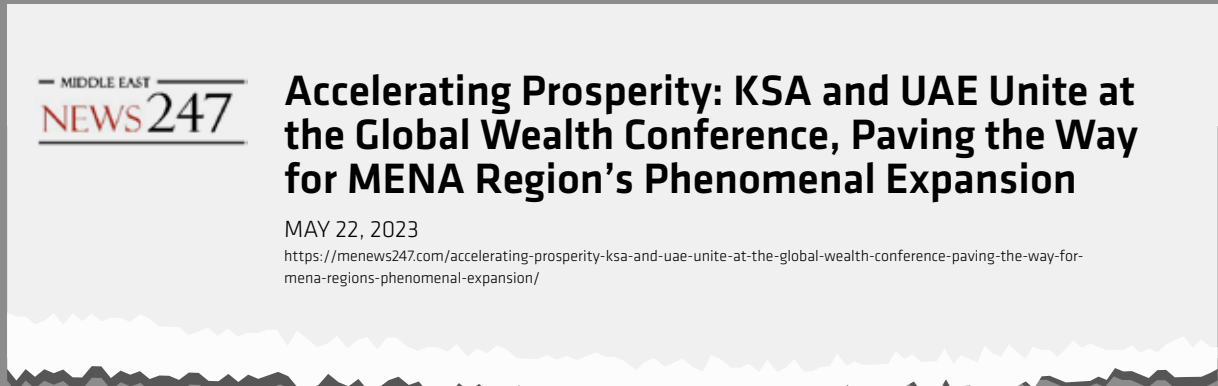 MIDDLE EAST
NEWS247
Accelerating Prosperity: KSA and UAE Unite at
the Global Wealth Conference, Paving the Way
for MENA Region’s Phenomenal Expansion
MAY 22, 2023
https://menews247.com/accelerating-prosperity-ksa-and-uae-unite-at-the-global-wealth-conference-paving-the-way-for-
mena-regions-phenomenal-expansion/